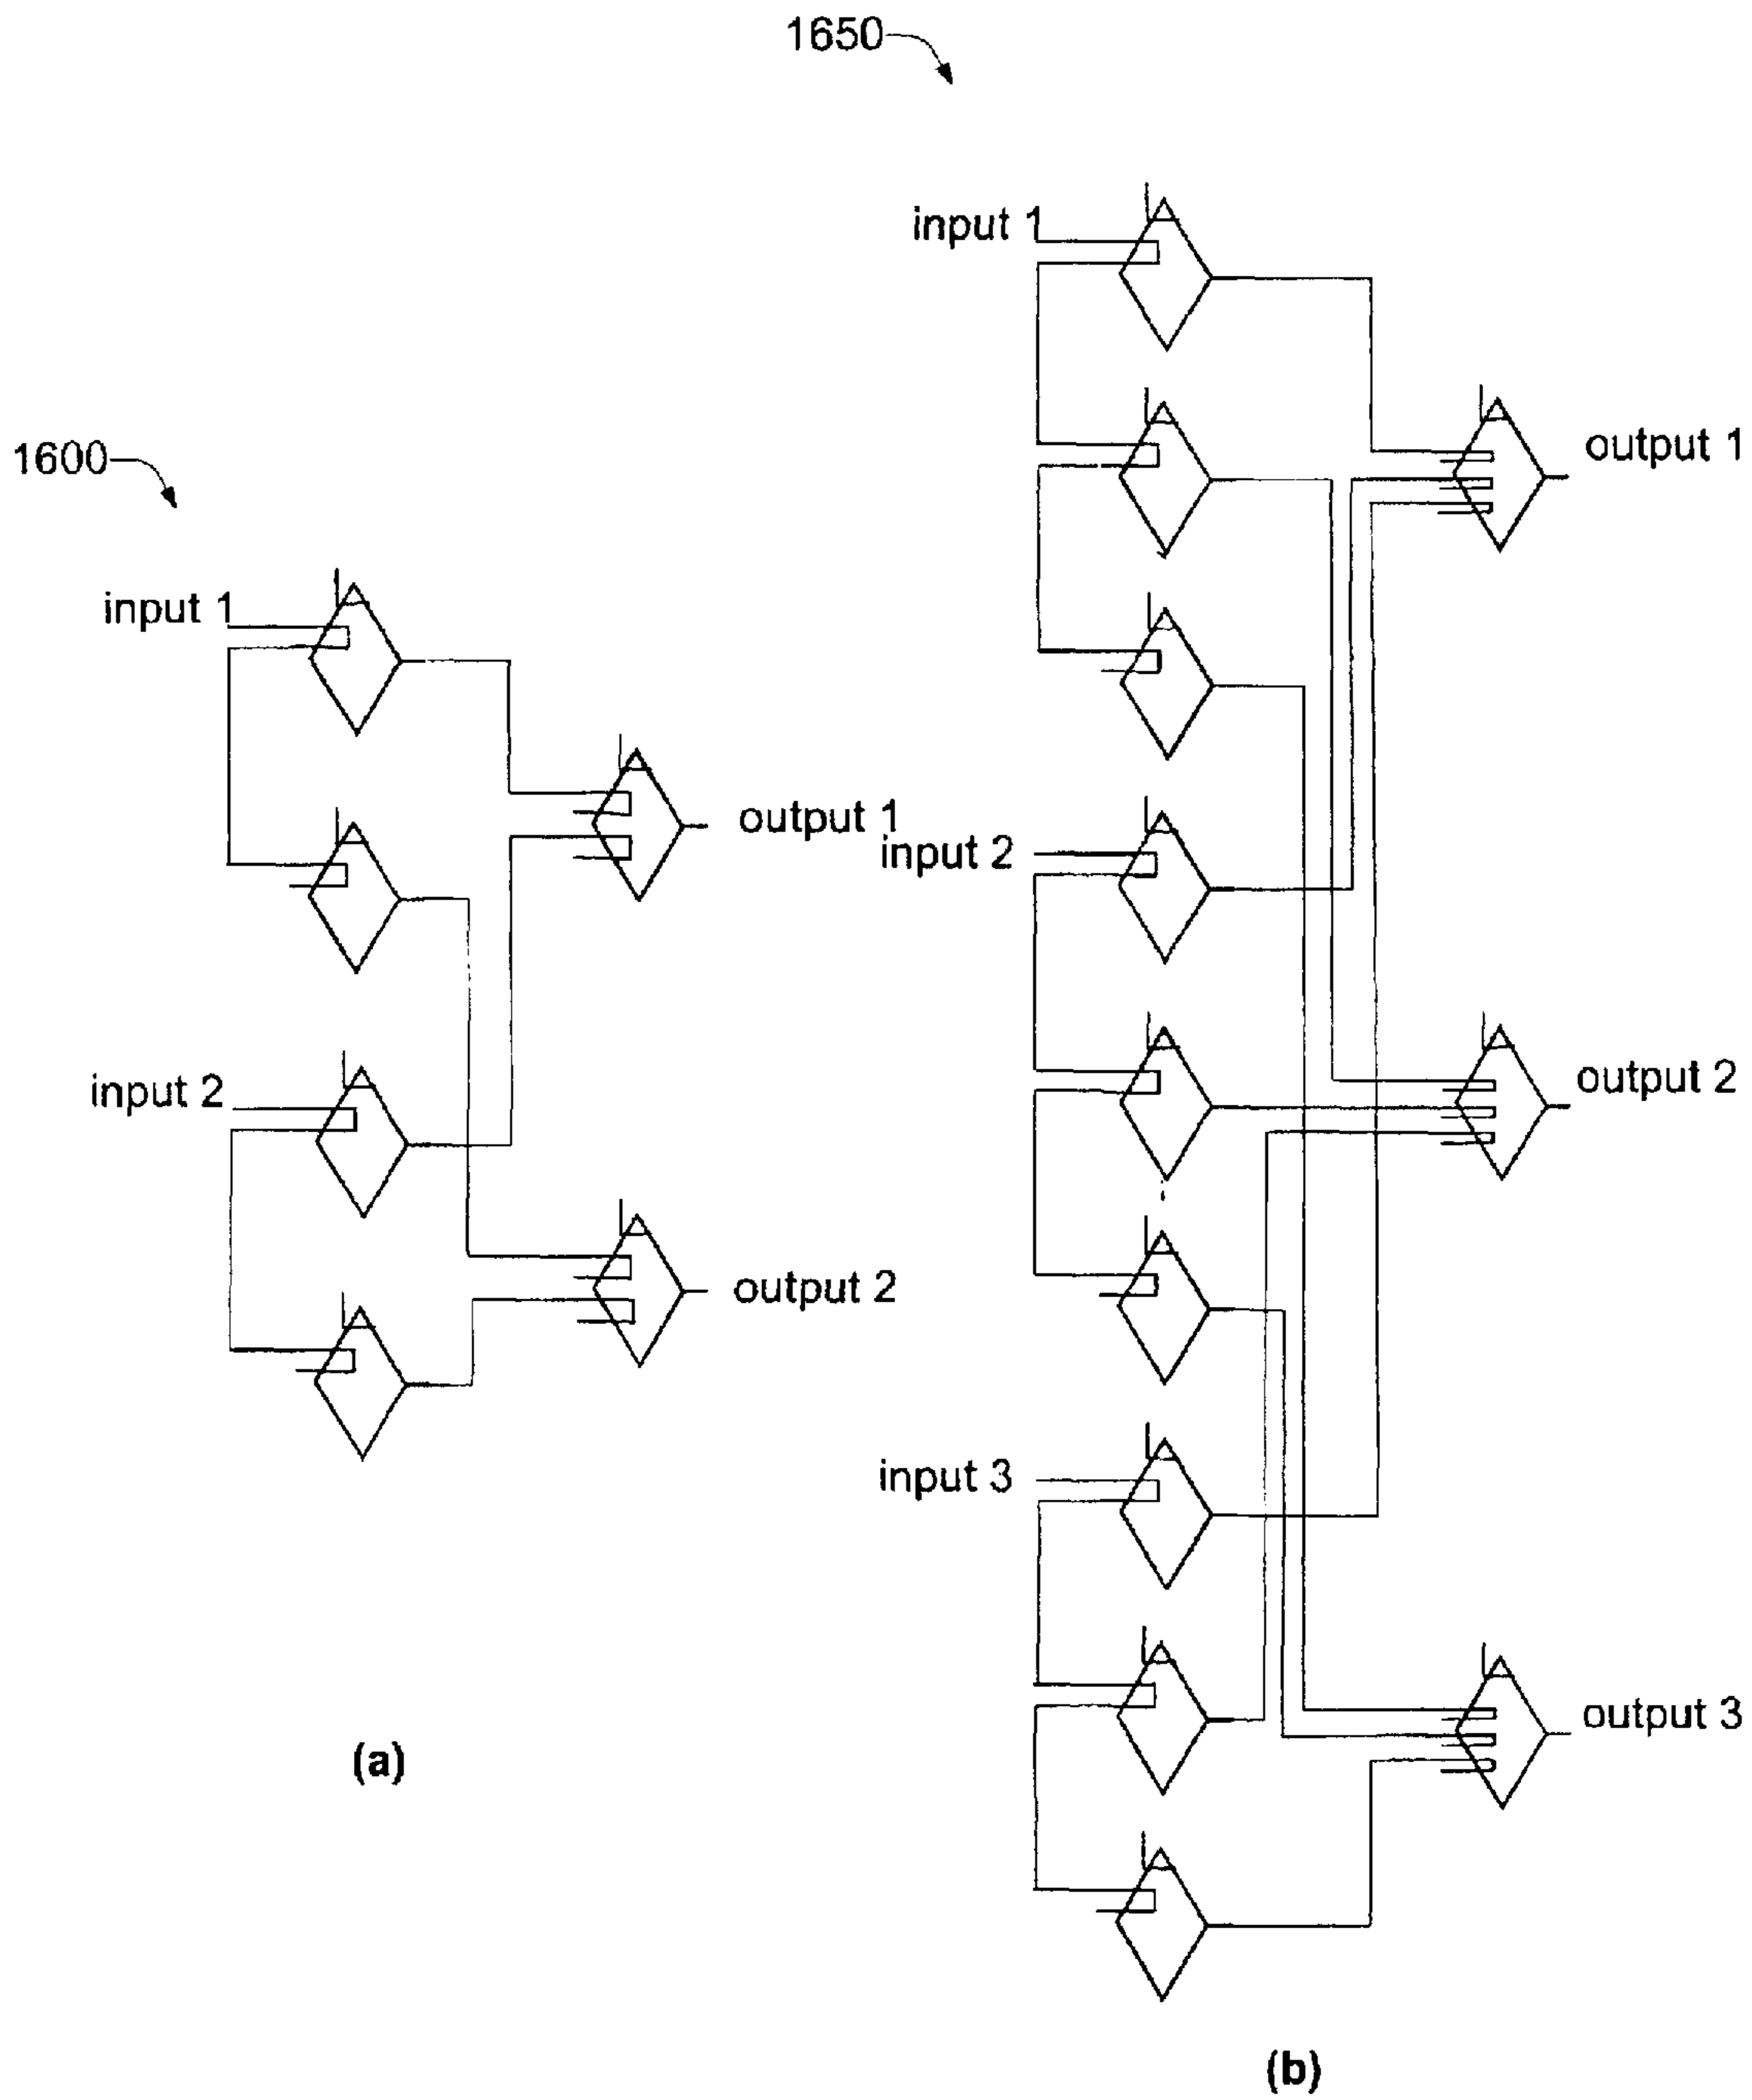 1650
input 1
output 1
1600
input 1
output 1
input 2
input 2
output 2
output 2
input 3
output 3
(a)
(b)